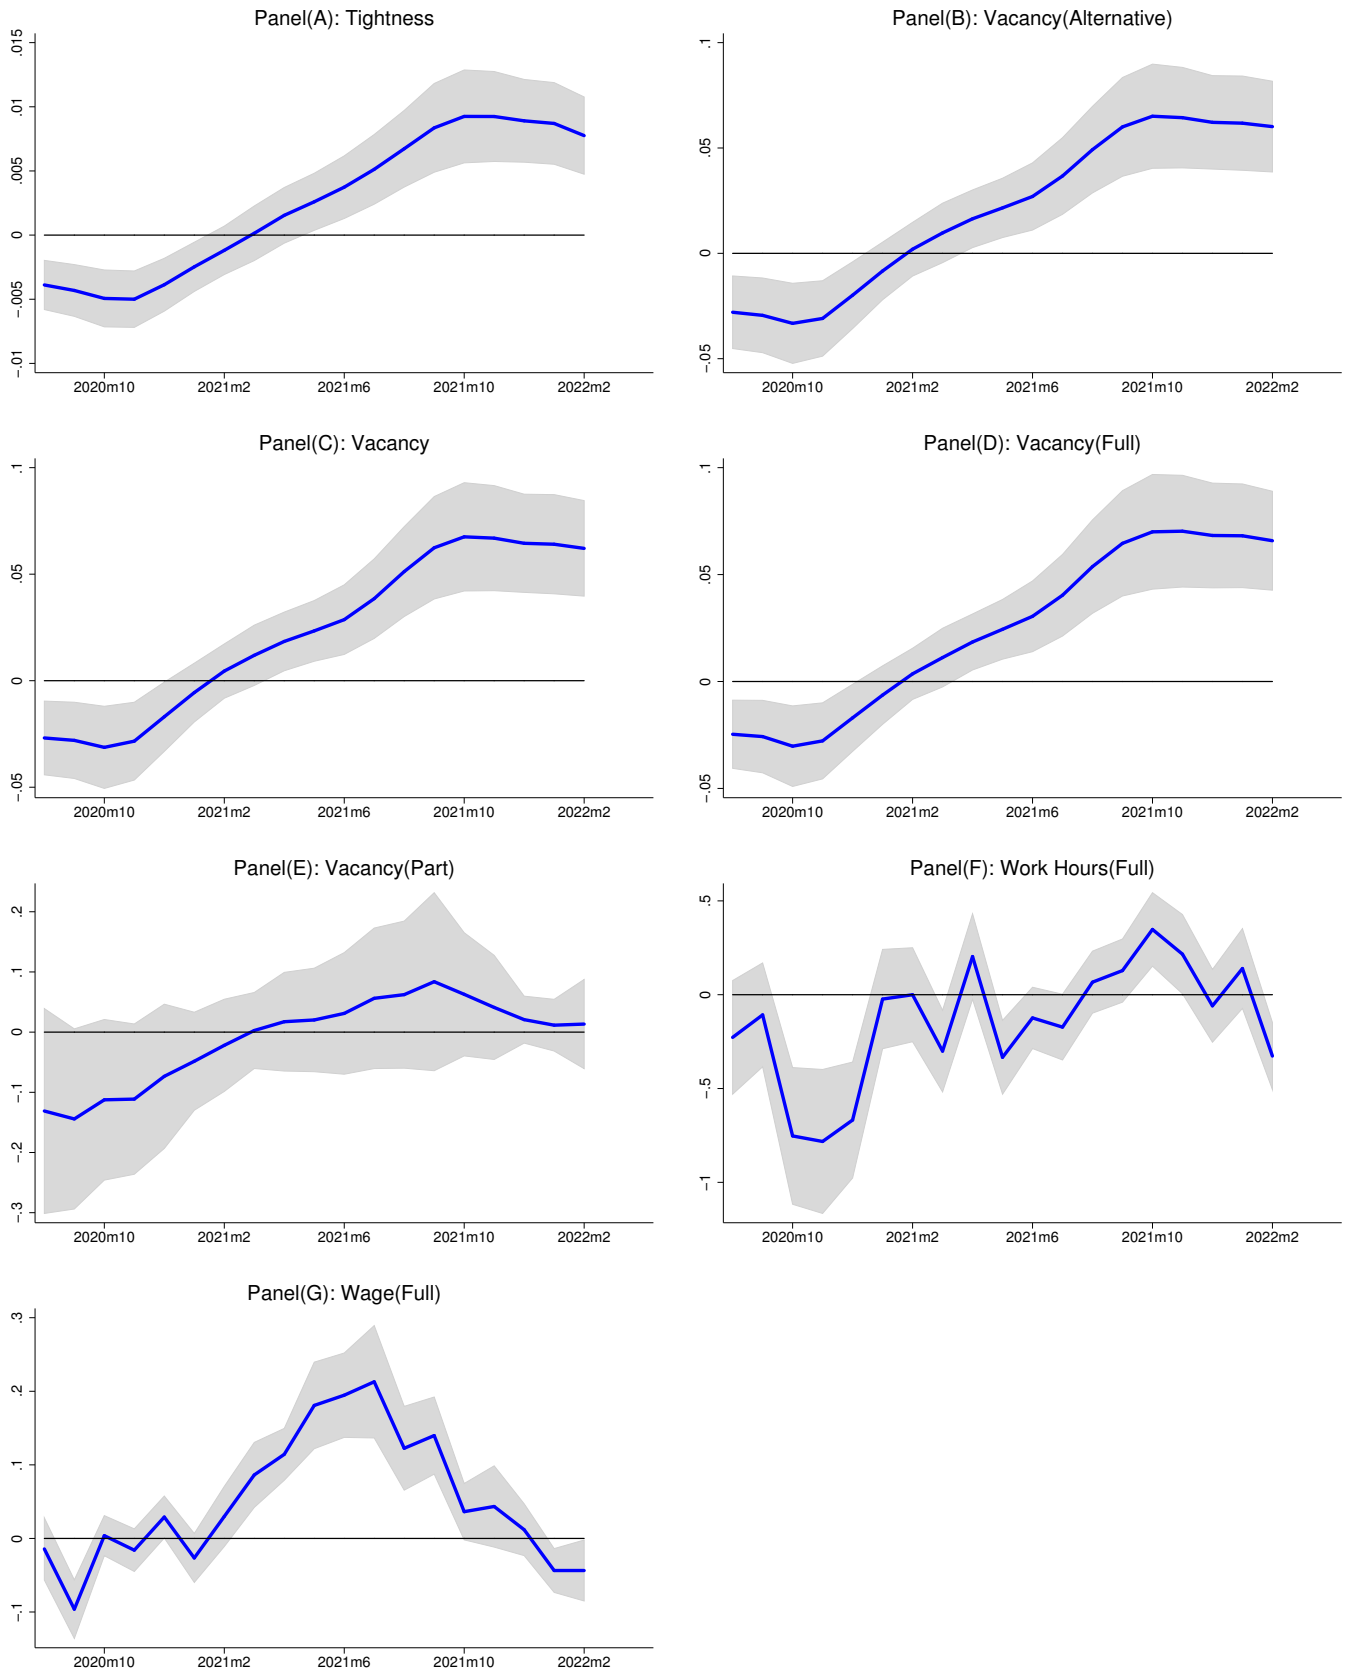 Panel(A): Tightness
.015
.01
.005
0
-.005
-.01
2020m10 2021m2 2021m6 2021m10 2022m2
Panel(B): Vacancy(Alternative)
.1
.05
0
-.05
2020m10 2021m2 2021m6 2021m10 2022m2
Panel(C): Vacancy
.1
.05
0
-.05
2020m10 2021m2 2021m6 2021m10 2022m2
Panel(D): Vacancy(Full)
.1
.05
0
-.05
2020m10 2021m2 2021m6 2021m10 2022m2
Panel(E): Vacancy(Part)
.2
.1
0
-.1
-.2
-.3
2020m10 2021m2 2021m6 2021m10 2022m2
Panel(F): Work Hours(Full)
.5
0
-.5
-1
2020m10 2021m2 2021m6 2021m10 2022m2
Panel(G): Wage(Full)
.3
.2
.1
0
-.1
2020m10 2021m2 2021m6 2021m10 2022m2